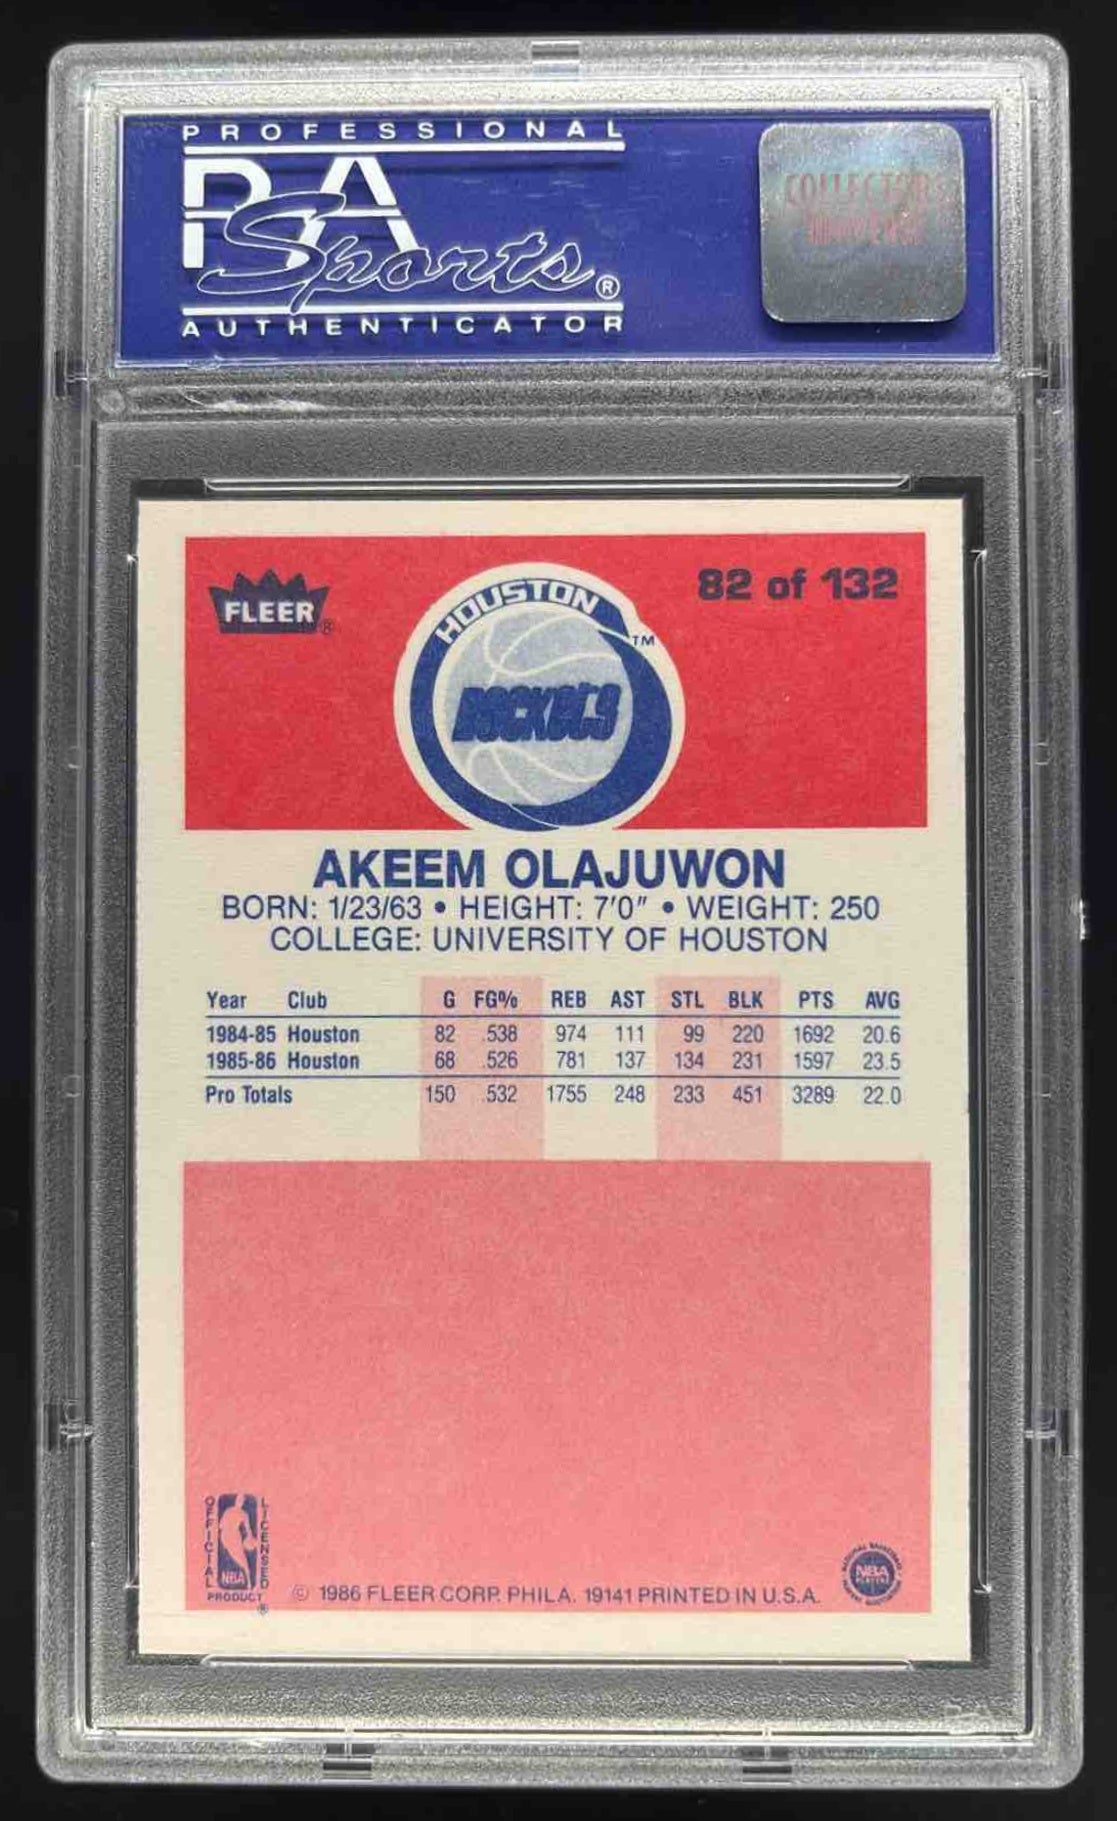 PROFESSIONAL
PSA
Sports®
AUTHENTICATOR
COLLECTORS
FLEER®
82 of 132
HOUSTON
ROCKETS
TM
AKEEM OLAJUWON
BORN: 1/23/63 • HEIGHT: 7'0" • WEIGHT: 250
COLLEGE: UNIVERSITY OF HOUSTON
Year Club G FG% REB AST STL BLK PTS AVG
1984-85 Houston 82 .538 974 111 99 220 1692 20.6
1985-86 Houston 68 .526 781 137 134 231 1597 23.5
Pro Totals 150 .532 1755 248 233 451 3289 22.0
OFFICIAL
LICENSED
NBA
PRODUCT®
© 1986 FLEER CORP. PHILA. 19141 PRINTED IN U.S.A.
NBA
PLAYERS